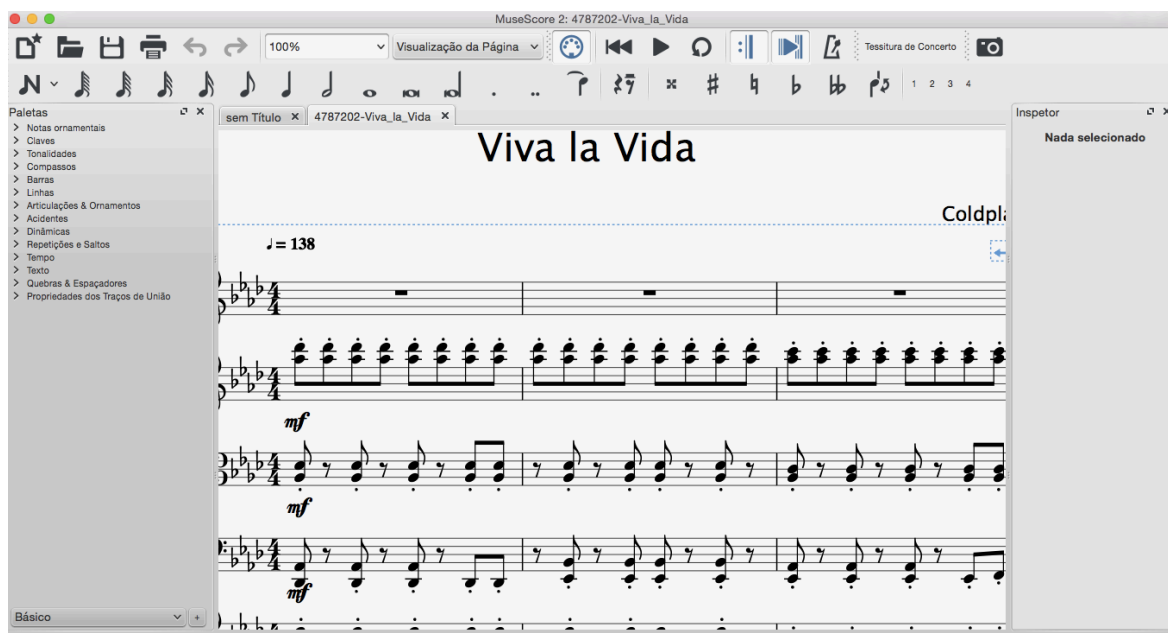 MuseScore 2: 4787202-Viva_la_Vida
100%
Visualização da Página
Tessitura de Concerto
1 2 3 4
Paletas
Notas ornamentais
Claves
Tonalidades
Compassos
Barras
Linhas
Articulações & Ornamentos
Acidentes
Dinâmicas
Repetições e Saltos
Tempo
Texto
Quebras & Espaçadores
Propriedades dos Traços de União
Básico
sem Título
4787202-Viva_la_Vida
Viva la Vida
Coldpla
= 138
mf
mf
mf
Inspetor
Nada selecionado